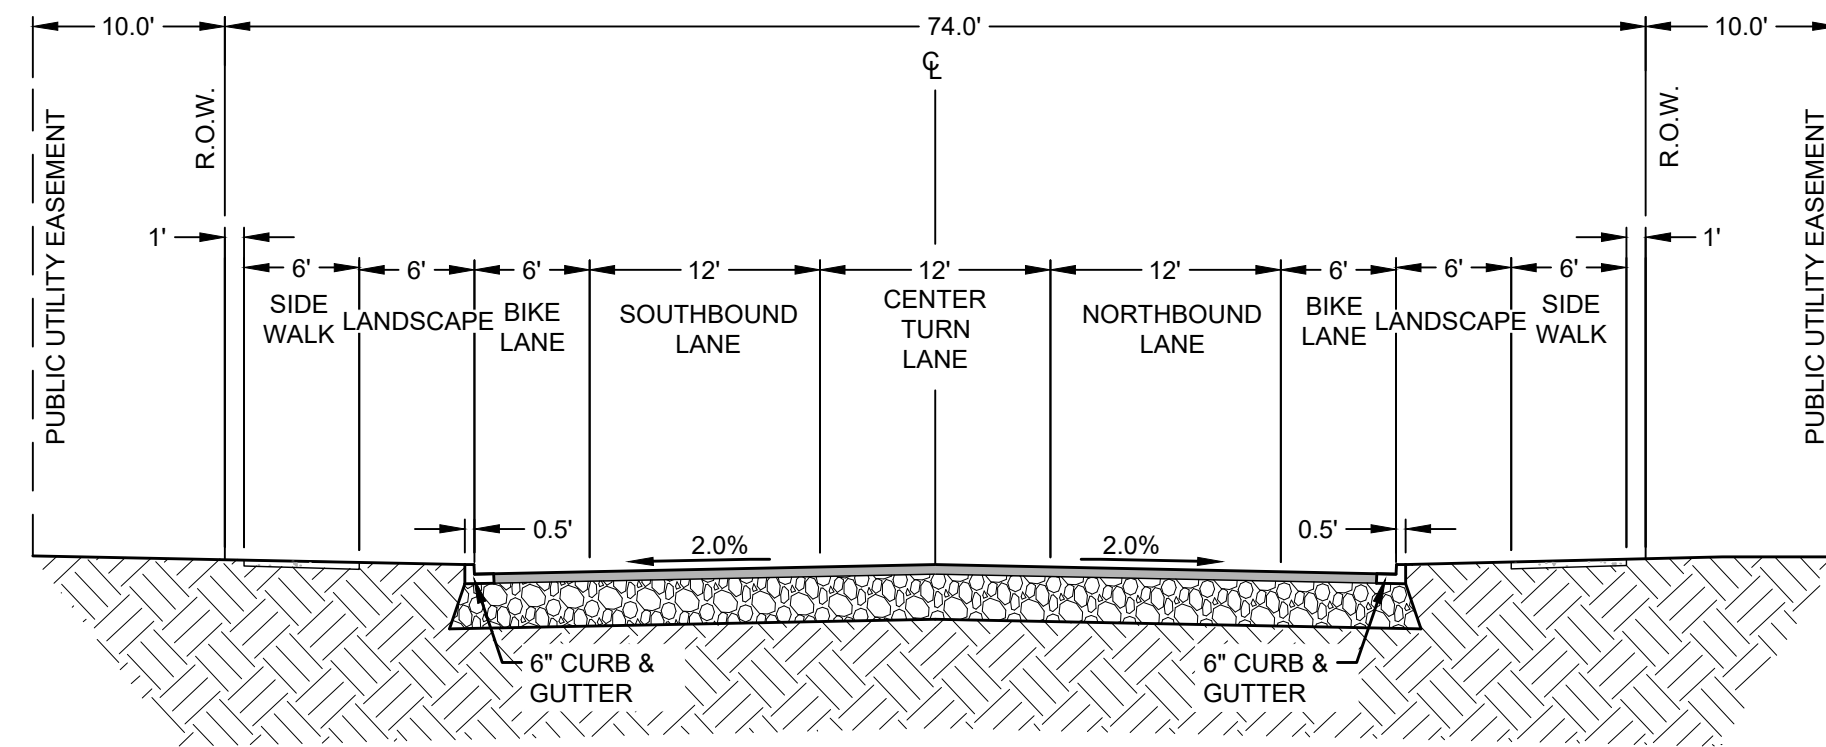 10.0'
74.0'
10.0'
℄
PUBLIC UTILITY EASEMENT
R.O.W.
R.O.W.
PUBLIC UTILITY EASEMENT
1'
1'
6'
6'
6'
12'
12'
12'
6'
6'
6'
SIDE
WALK
LANDSCAPE
BIKE
LANE
SOUTHBOUND
LANE
CENTER
TURN
LANE
NORTHBOUND
LANE
BIKE
LANE
LANDSCAPE
SIDE
WALK
0.5'
2.0%
2.0%
0.5'
6" CURB &
GUTTER
6" CURB &
GUTTER